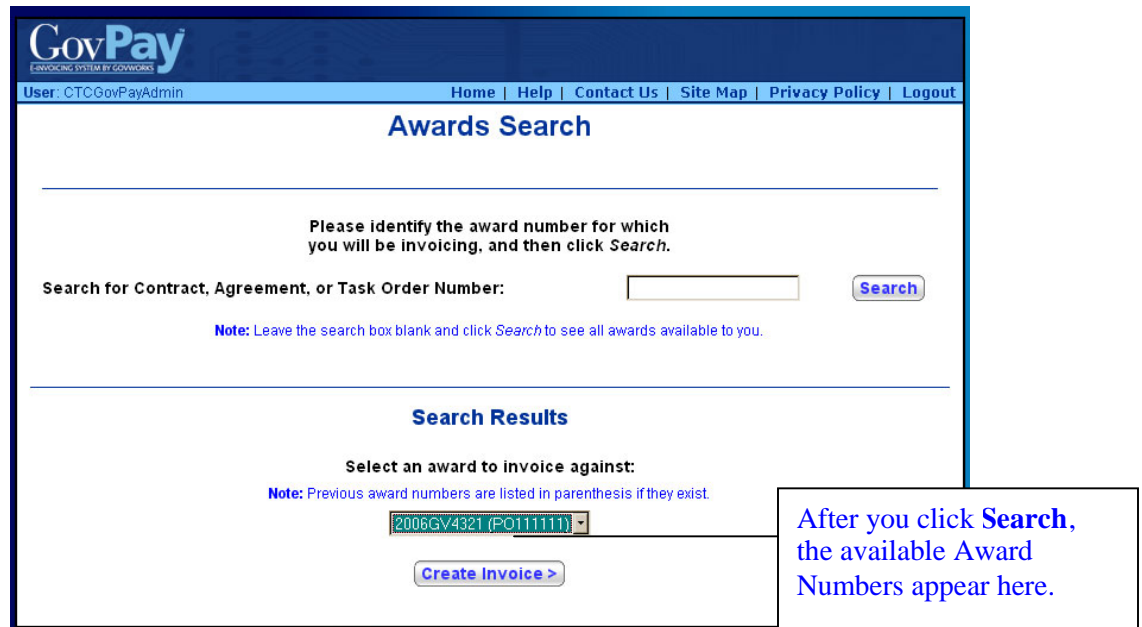 GovPay
E-INVOICING SYSTEM BY GOVWORKS
User: CTCGovPayAdmin Home | Help | Contact Us | Site Map | Privacy Policy | Logout
Awards Search
Please identify the award number for which
you will be invoicing, and then click Search.
Search for Contract, Agreement, or Task Order Number: Search
Note: Leave the search box blank and click Search to see all awards available to you.
Search Results
Select an award to invoice against:
Note: Previous award numbers are listed in parenthesis if they exist.
2006GV4321 (PO111111)
Create Invoice >
After you click Search,
the available Award
Numbers appear here.